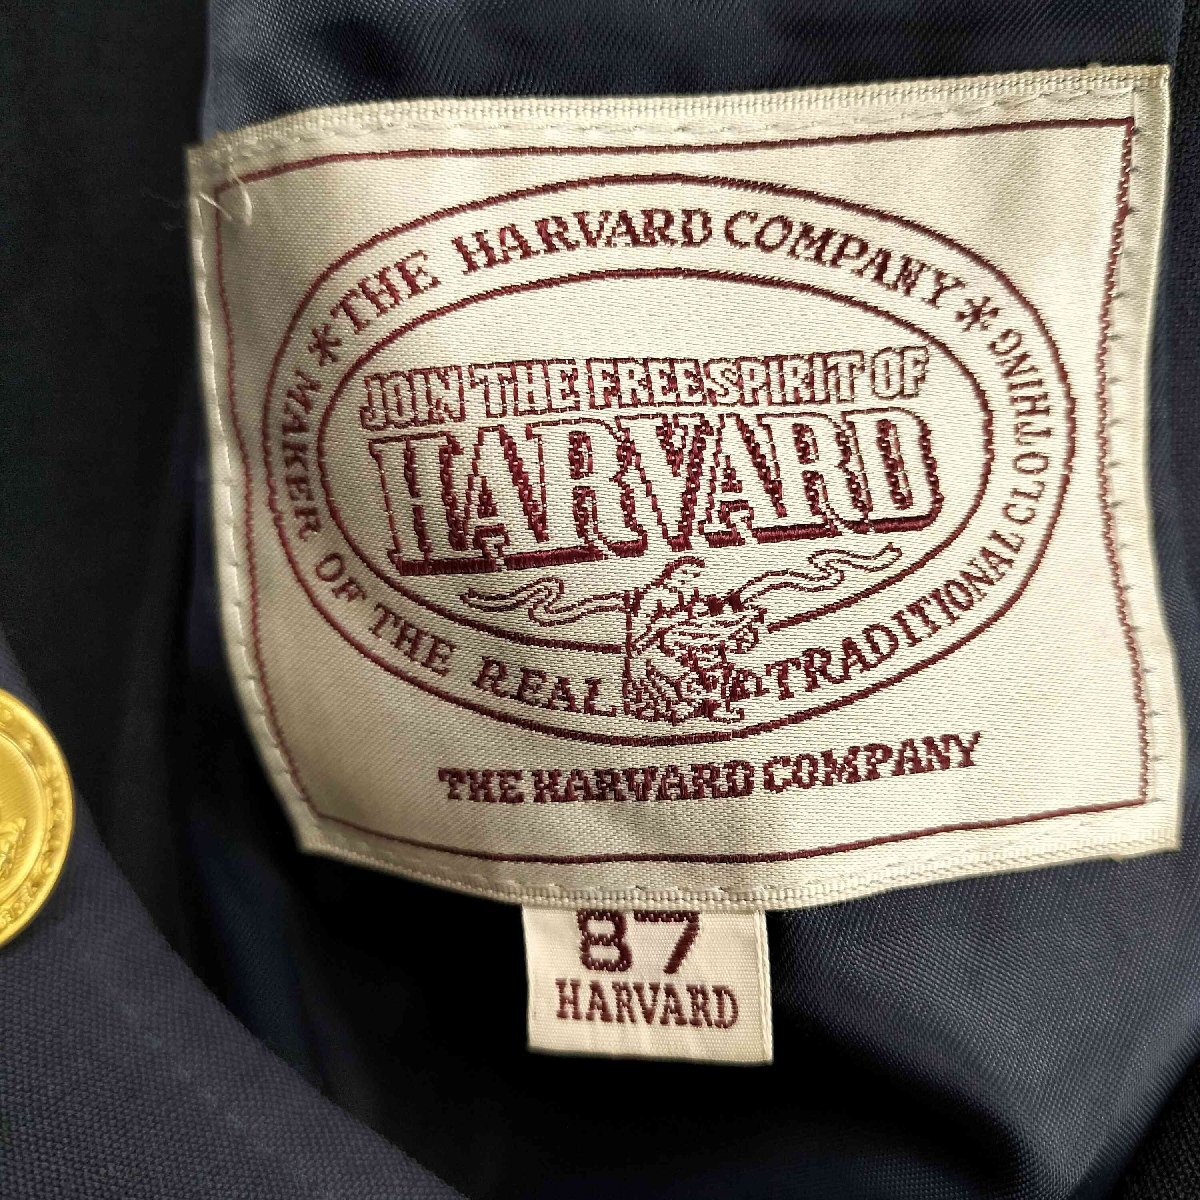 * THE HARVARD COMPANY *
JOIN THE FREE SPIRIT OF
HARVARD
MAKER OF THE REAL TRADITIONAL CLOTHING
THE HARVARD COMPANY
87
HARVARD